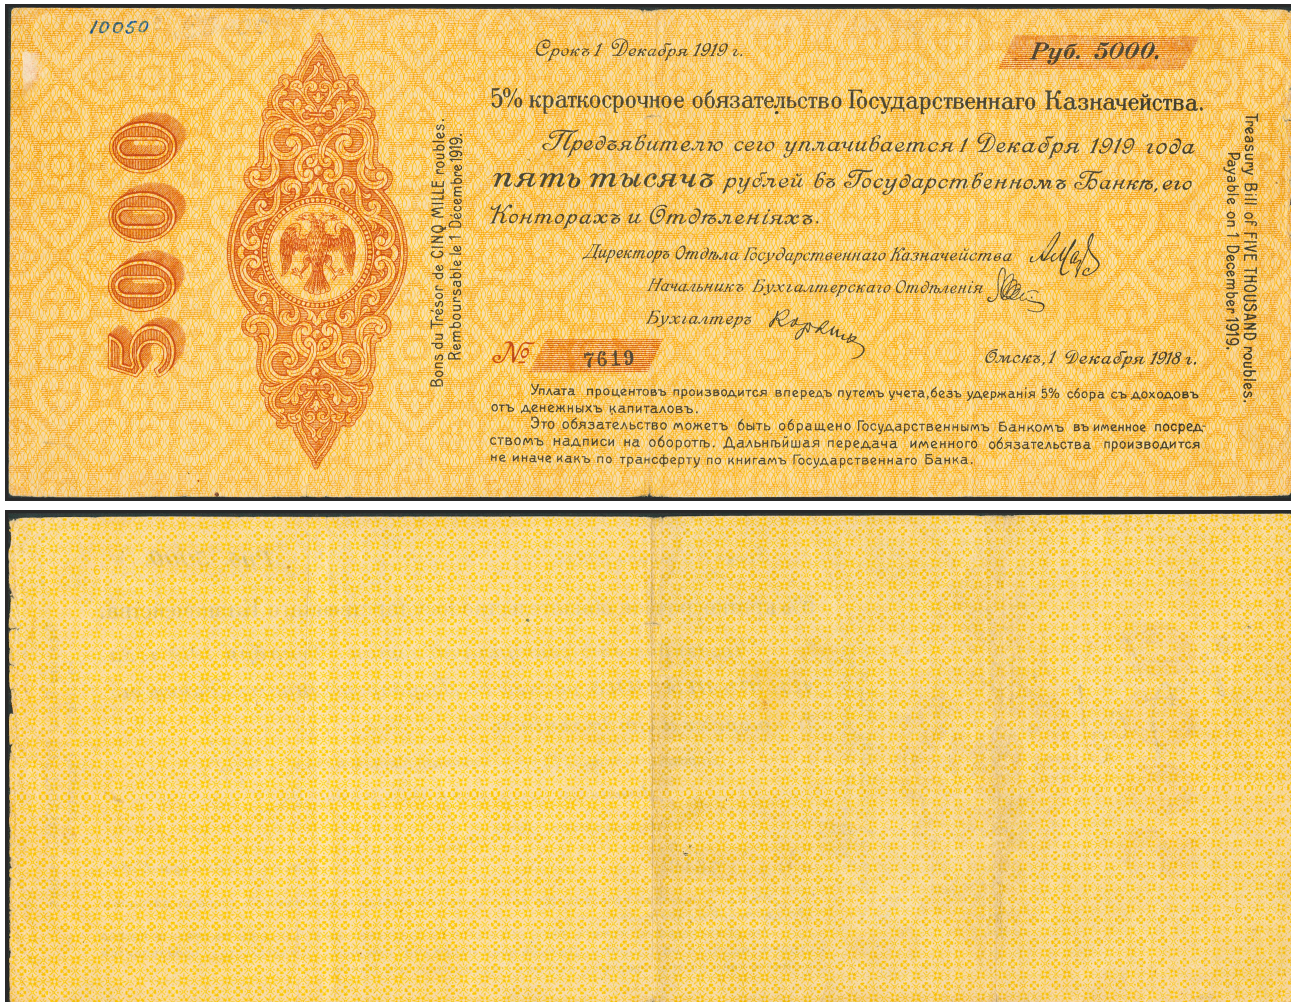 10050
Срокъ 1 Декабря 1919 г.
Руб. 5000.
5% краткосрочное обязательство Государственнаго Казначейства.
Предъявителю сего уплачивается 1 Декабря 1919 года
пять тысячъ рублей въ Государственномъ Банкѣ, его
Конторахъ и Отдѣленіяхъ.
Директоръ Отдѣла Государственнаго Казначейства
Начальникъ Бухгалтерскаго Отдѣленія
Бухгалтеръ
№ 7619
Омскъ, 1 Декабря 1918 г.
Уплата процентовъ производится впередъ путемъ учета, безъ удержанія 5% сбора съ доходовъ
отъ денежныхъ капиталовъ.
Это обязательство можетъ быть обращено Государственнымъ Банкомъ въ именное посред-
ствомъ надписи на оборотѣ. Дальнѣйшая передача именного обязательства производится
не иначе какъ по трансферту по книгамъ Государственнаго Банка.
5000
Bons du Trésor de CINQ MILLE roubles.
Remboursable le 1 Décembre 1919.
Treasury Bill of FIVE THOUSAND roubles.
Payable on 1 December 1919.